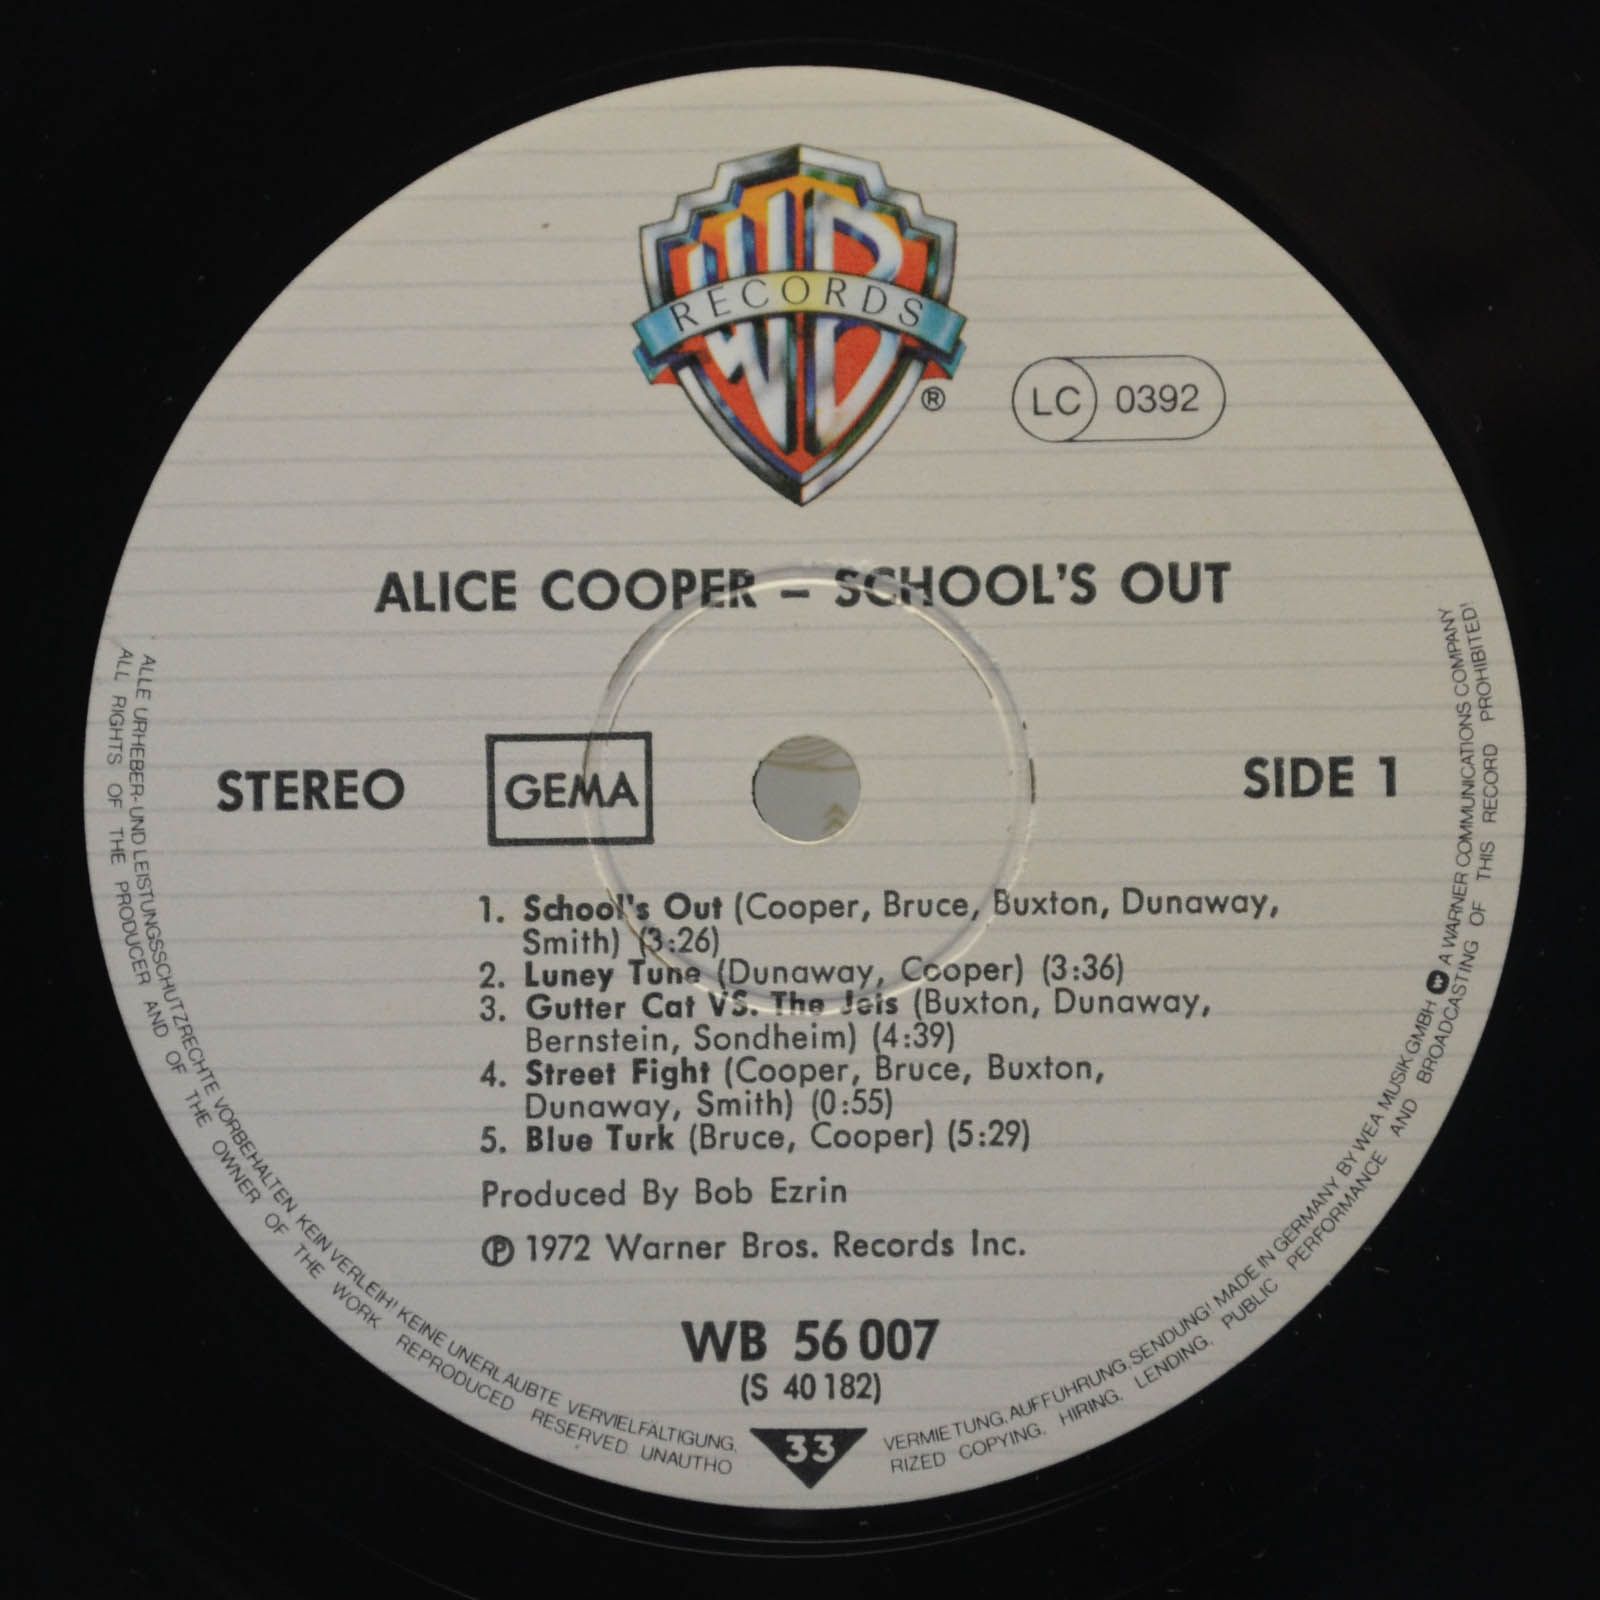 WB
RECORDS
®
LC 0392
ALICE COOPER – SCHOOL'S OUT
STEREO
GEMA
SIDE 1
1. School's Out (Cooper, Bruce, Buxton, Dunaway,
Smith) (3:26)
2. Luney Tune (Dunaway, Cooper) (3:36)
3. Gutter Cat VS. The Jets (Buxton, Dunaway,
Bernstein, Sondheim) (4:39)
4. Street Fight (Cooper, Bruce, Buxton,
Dunaway, Smith) (0:55)
5. Blue Turk (Bruce, Cooper) (5:29)
Produced By Bob Ezrin
℗ 1972 Warner Bros. Records Inc.
WB 56 007
(S 40 182)
33
ALLE URHEBER- UND LEISTUNGSSCHUTZRECHTE VORBEHALTEN. KEIN VERLEIH! KEINE UNERLAUBTE VERVIELFÄLTIGUNG, VERMIETUNG, AUFFÜHRUNG, SENDUNG! MADE IN GERMANY BY WEA MUSIK GMBH A WARNER COMMUNICATIONS COMPANY
ALL RIGHTS OF THE PRODUCER AND OF THE OWNER OF THE WORK REPRODUCED RESERVED UNAUTHO RIZED COPYING, HIRING, LENDING, PUBLIC PERFORMANCE AND BROADCASTING OF THIS RECORD PROHIBITED!